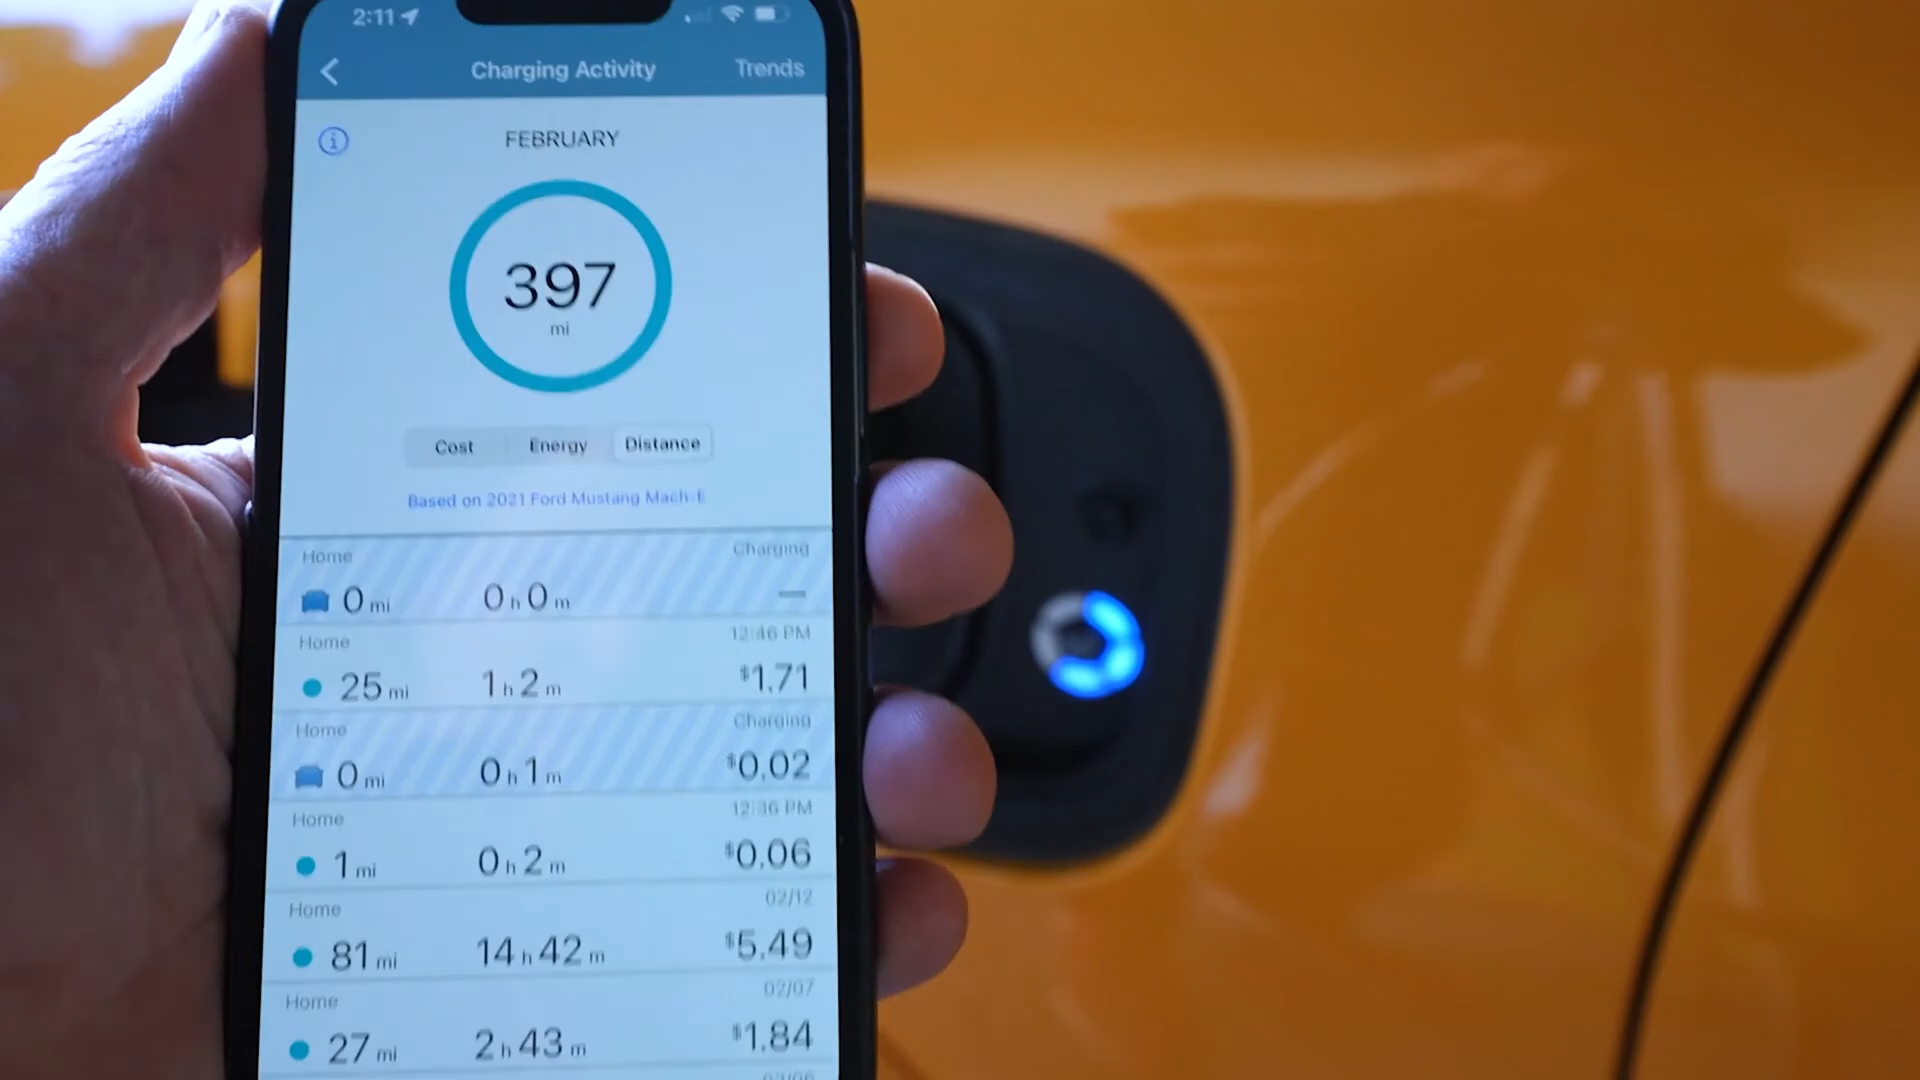 2:11
Charging Activity Trends
FEBRUARY
397
mi
Cost Energy Distance
Based on 2021 Ford Mustang Mach-E
Home Charging
0 mi 0 h 0 m —
Home 12:46 PM
25 mi 1 h 2 m $1.71
Home Charging
0 mi 0 h 1 m $0.02
Home 12:36 PM
1 mi 0 h 2 m $0.06
Home 02/12
81 mi 14 h 42 m $5.49
Home 02/07
27 mi 2 h 43 m $1.84